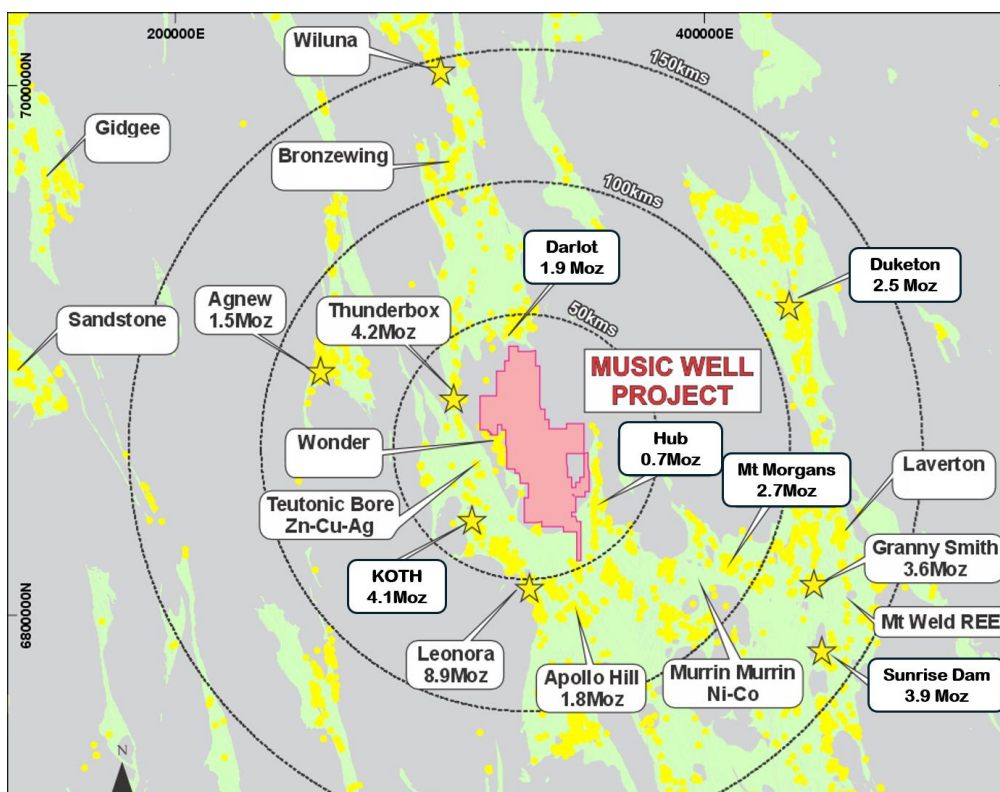 200000E
400000E
7000000N
6800000N
150kms
100kms
50kms
Wiluna
Gidgee
Bronzewing
Darlot
1.9 Moz
Duketon
2.5 Moz
Agnew
1.5Moz
Thunderbox
4.2Moz
Sandstone
MUSIC WELL
PROJECT
Wonder
Hub
0.7Moz
Mt Morgans
2.7Moz
Laverton
Teutonic Bore
Zn-Cu-Ag
Granny Smith
3.6Moz
KOTH
4.1Moz
Mt Weld REE
Leonora
8.9Moz
Apollo Hill
1.8Moz
Murrin Murrin
Ni-Co
Sunrise Dam
3.9 Moz
N